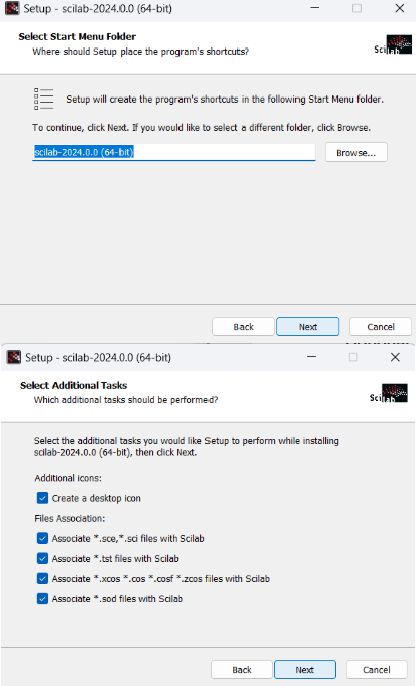 Setup - scilab-2024.0.0 (64-bit)
Select Start Menu Folder
Where should Setup place the program's shortcuts?
Scilab
Setup will create the program's shortcuts in the following Start Menu folder.
To continue, click Next. If you would like to select a different folder, click Browse.
scilab-2024.0.0 (64-bit)
Browse...
Back
Next
Cancel
Setup - scilab-2024.0.0 (64-bit)
Select Additional Tasks
Which additional tasks should be performed?
Scilab
Select the additional tasks you would like Setup to perform while installing
scilab-2024.0.0 (64-bit), then click Next.
Additional icons:
Create a desktop icon
Files Association:
Associate *.sce,*.sci files with Scilab
Associate *.tst files with Scilab
Associate *.xcos *.cos *.cosf *.zcos files with Scilab
Associate *.sod files with Scilab
Back
Next
Cancel